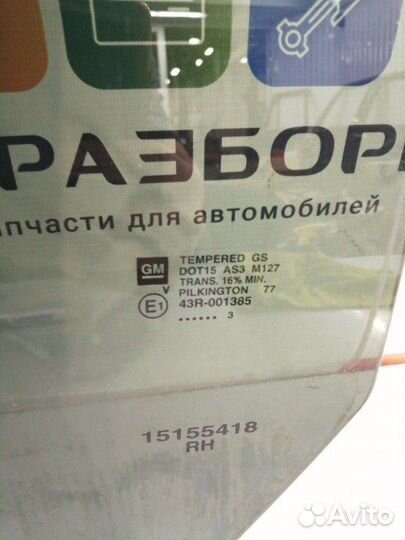 РАЗБОР
пчасти для автомобилей
GM
TEMPERED GS
DOT15 AS3 M127
TRANS. 16% MIN.
V PILKINGTON 77
E1 43R-001385
...... 3
15155418
RH
Avito